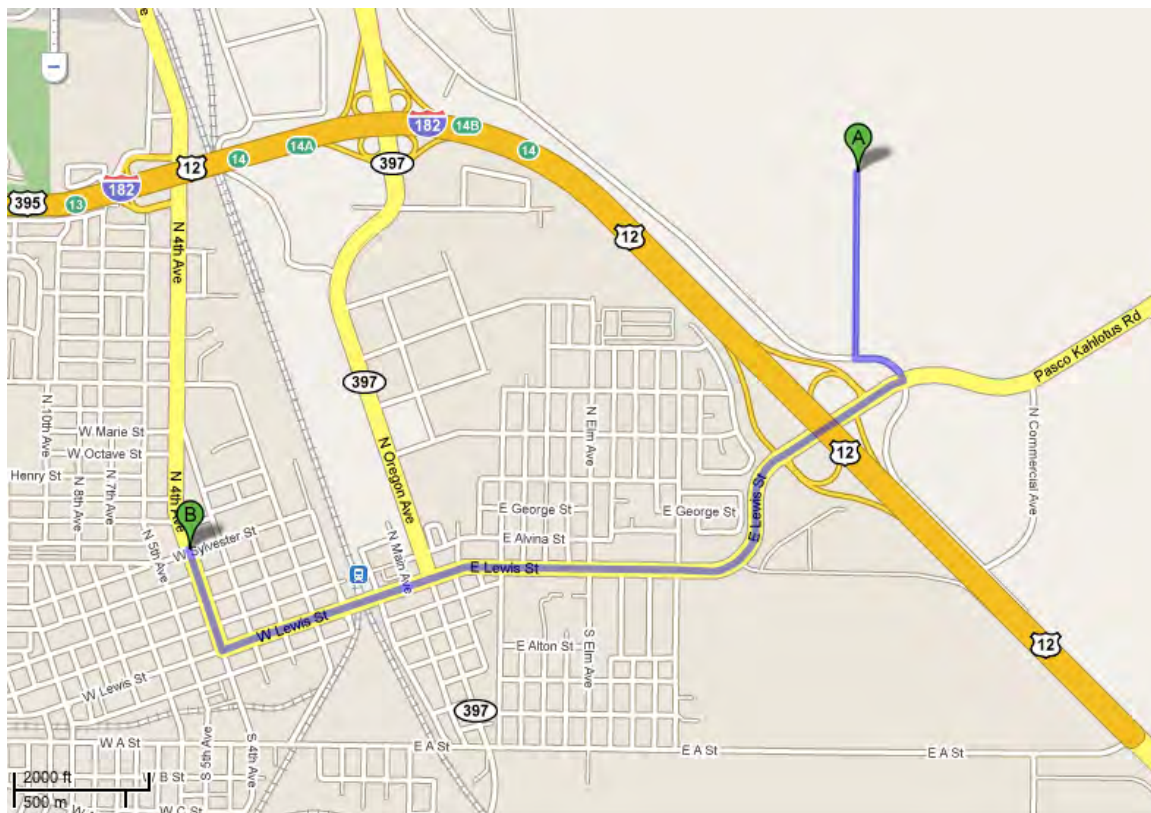 182
14B
14A
14
14
12
397
A
395
13
182
N 4th Ave
12
397
Pasco Kahlotus Rd
N 10th Ave
W Marie St
W Octave St
Henry St
N 8th Ave
N 7th Ave
N 4th Ave
N Oregon Ave
N Elm Ave
12
N Commercial Ave
B
N 5th Ave
W Sylvester St
E George St
E George St
E Lewis St
E Alvina St
N Main Ave
E Lewis St
W Lewis St
E Alton St
S Elm Ave
12
W Lewis St
397
W A St
S 5th Ave
S 4th Ave
E A St
E A St
E A St
2000 ft
W B St
500 m
W C St